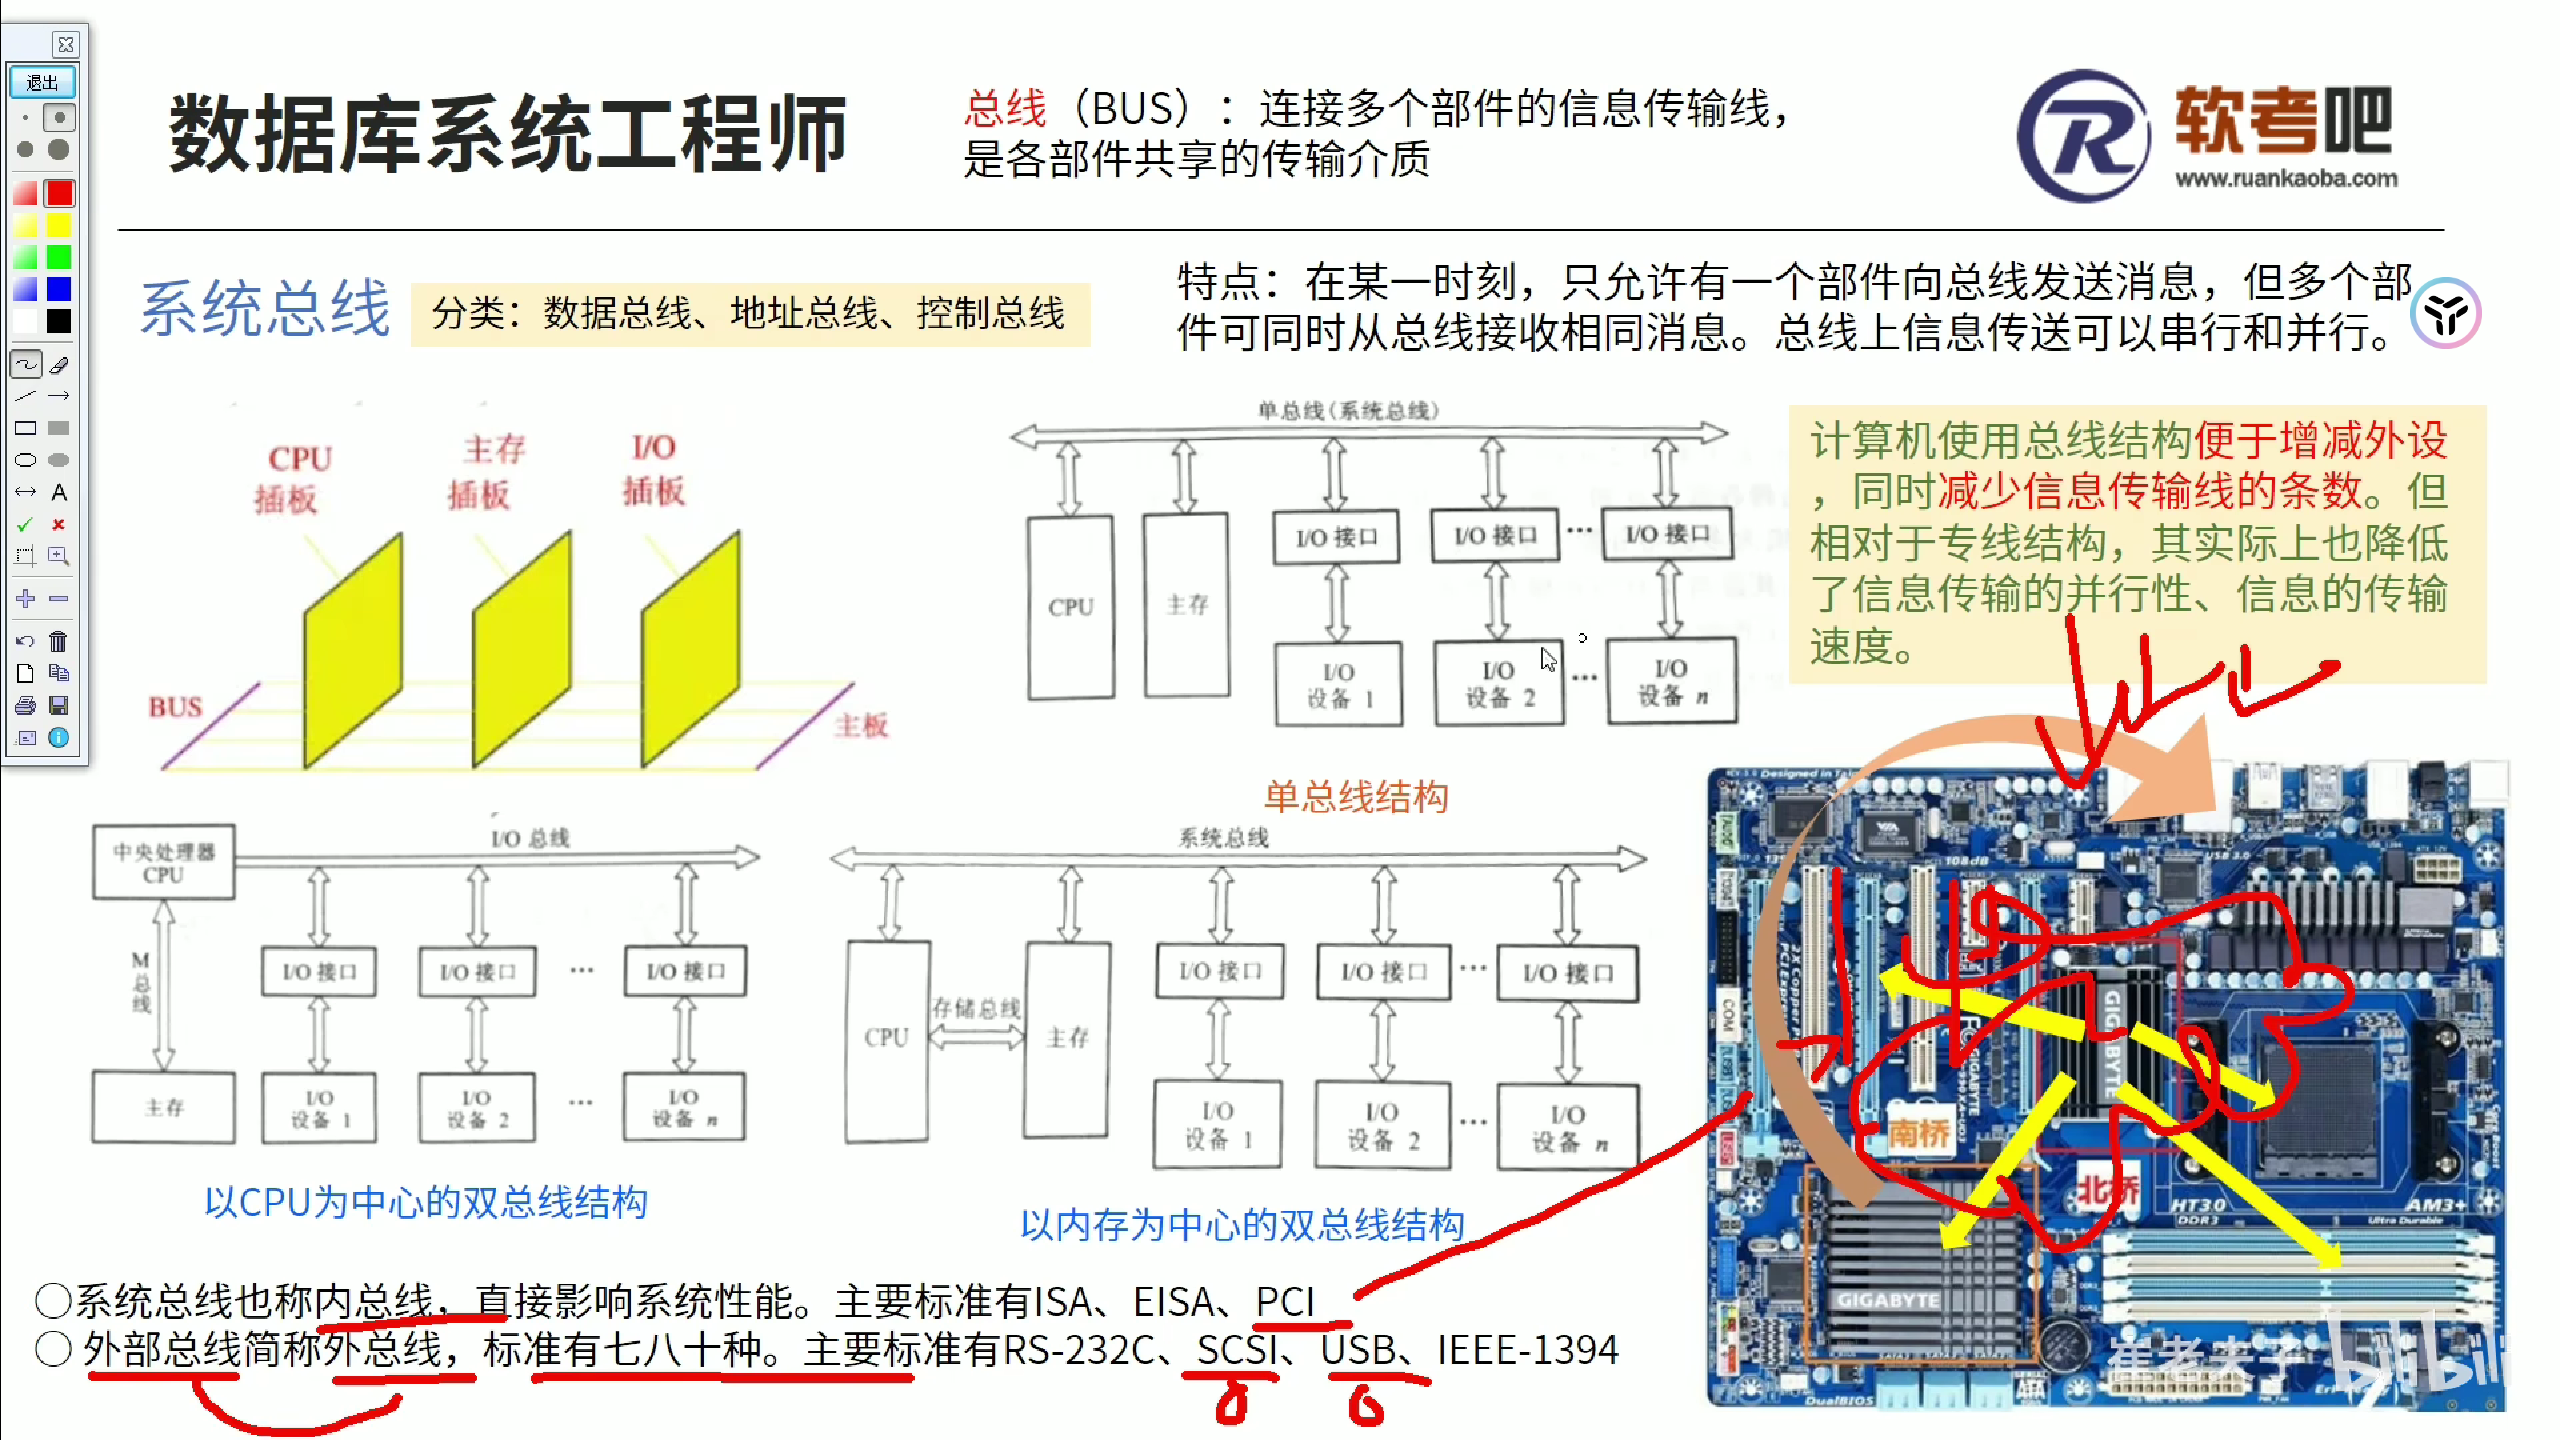 退出
数据库系统工程师
总线（BUS）：连接多个部件的信息传输线，
是各部件共享的传输介质
软考吧
www.ruankaoba.com
系统总线
分类：数据总线、地址总线、控制总线
特点：在某一时刻，只允许有一个部件向总线发送消息，但多个部
件可同时从总线接收相同消息。总线上信息传送可以串行和并行。
CPU
插板
主存
插板
I/O
插板
BUS
主板
单总线(系统总线)
CPU
主存
I/O 接口
I/O 接口
···
I/O 接口
I/O
设备 1
I/O
设备 2
···
I/O
设备 n
单总线结构
计算机使用总线结构便于增减外设
，同时减少信息传输线的条数。但
相对于专线结构，其实际上也降低
了信息传输的并行性、信息的传输
速度。
中央处理器
CPU
I/O 总线
M
总
线
I/O 接口
I/O 接口
···
I/O 接口
主存
I/O
设备 1
I/O
设备 2
···
I/O
设备 n
以CPU为中心的双总线结构
系统总线
CPU
存储总线
主存
I/O 接口
I/O 接口
···
I/O 接口
I/O
设备 1
I/O
设备 2
···
I/O
设备 n
以内存为中心的双总线结构
南桥
北桥
GIGABYTE
GIGABYTE
COM
108dB
USB 3.0
HT30
DDR3
AM3+
Ultra Durable
DualBIOS
崔老夫子
bilibili
〇系统总线也称内总线，直接影响系统性能。主要标准有ISA、EISA、PCI
〇 外部总线简称外总线，标准有七八十种。主要标准有RS-232C、SCSI、USB、IEEE-1394